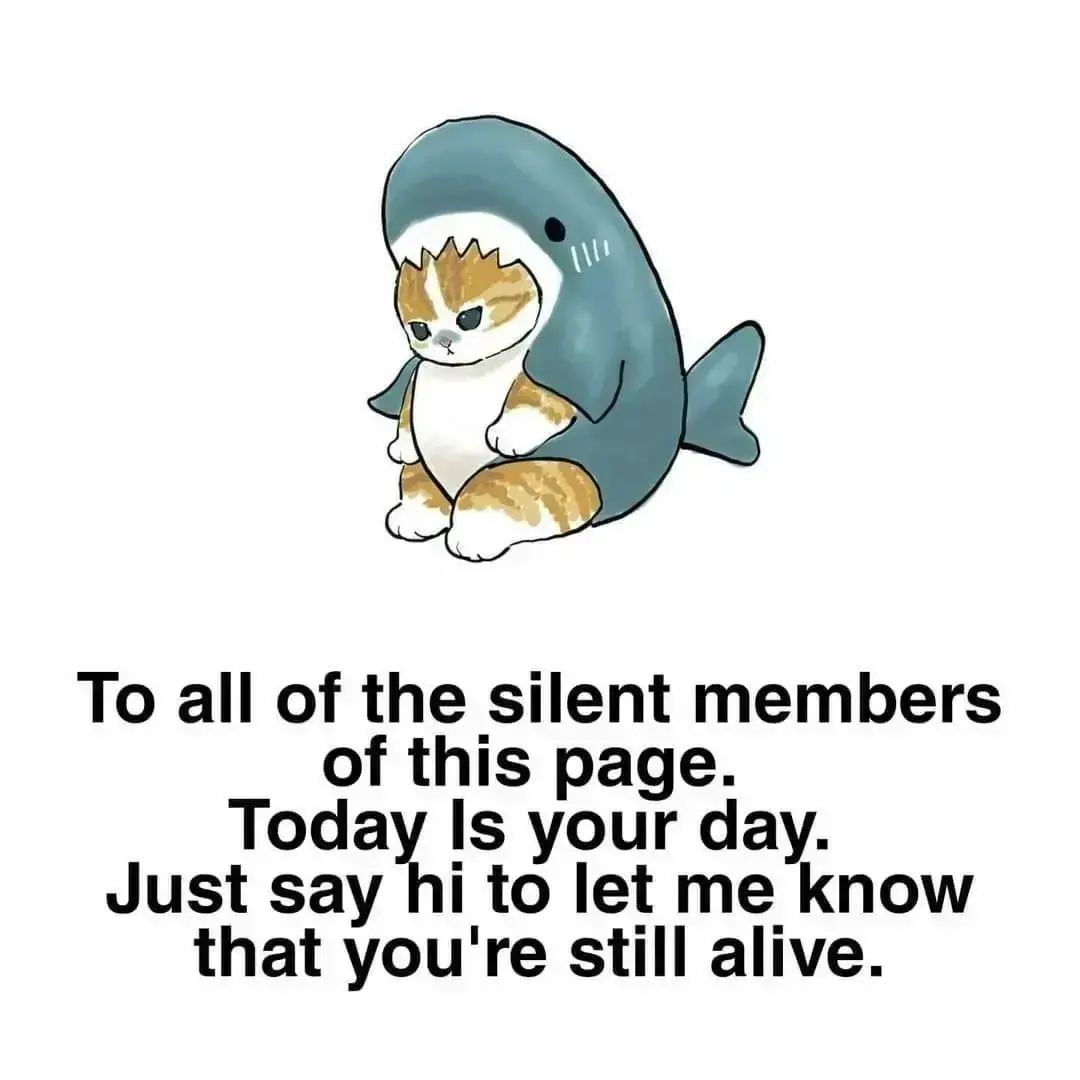 To all of the silent members
of this page.
Today Is your day.
Just say hi to let me know
that you're still alive.